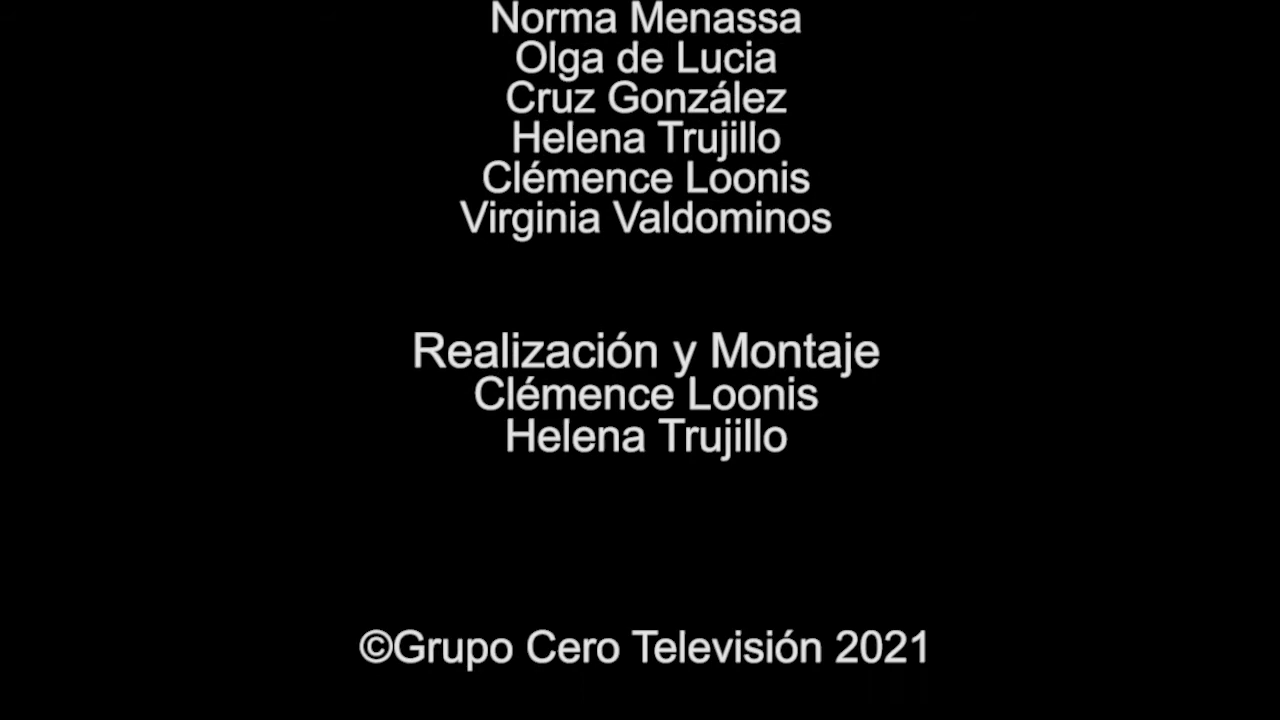 Norma Menassa
Olga de Lucia
Cruz González
Helena Trujillo
Clémence Loonis
Virginia Valdominos
Realización y Montaje
Clémence Loonis
Helena Trujillo
©Grupo Cero Televisión 2021